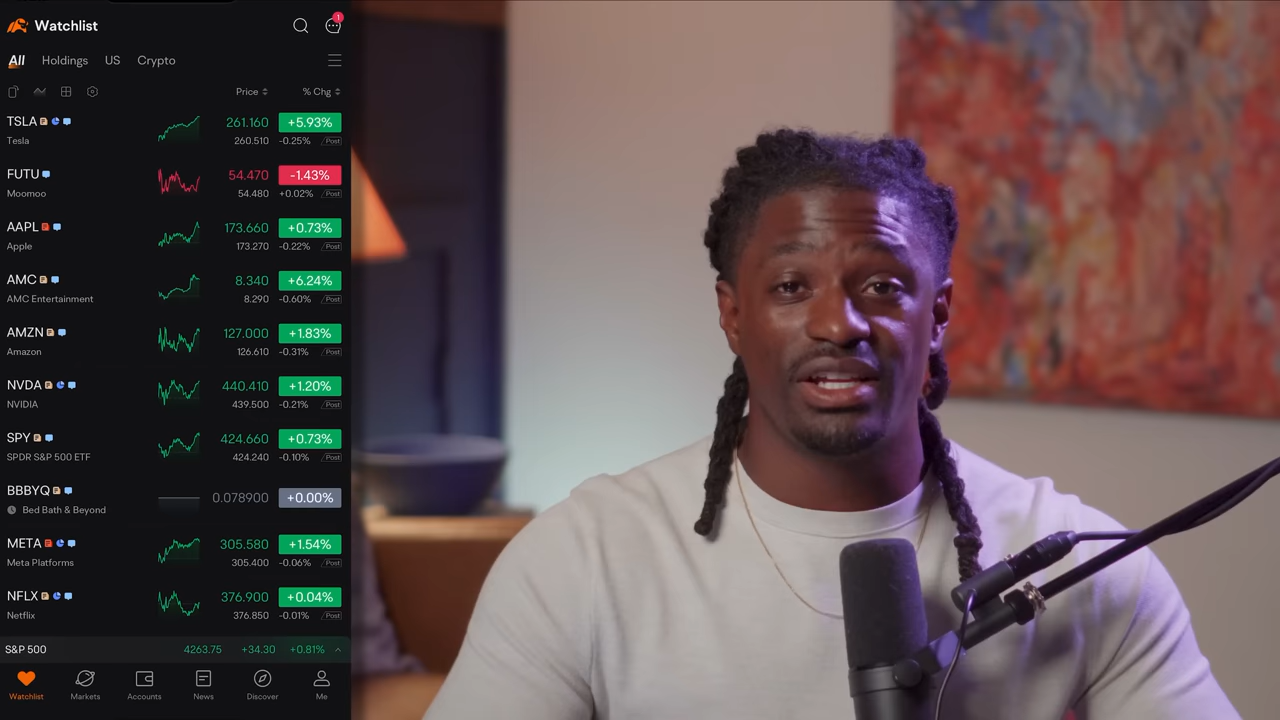 Watchlist
1
All Holdings US Crypto
Price % Chg
TSLA 261.160 +5.93%
Tesla 260.510 -0.25% Post
FUTU 54.470 -1.43%
Moomoo 54.480 +0.02% Post
AAPL 173.660 +0.73%
Apple 173.270 -0.22% Post
AMC 8.340 +6.24%
AMC Entertainment 8.290 -0.60% Post
AMZN 127.000 +1.83%
Amazon 126.610 -0.31% Post
NVDA 440.410 +1.20%
NVIDIA 439.500 -0.21% Post
SPY 424.660 +0.73%
SPDR S&P 500 ETF 424.240 -0.10% Post
BBBYQ 0.078900 +0.00%
Bed Bath & Beyond
META 305.580 +1.54%
Meta Platforms 305.400 -0.06% Post
NFLX 376.900 +0.04%
Netflix 376.850 -0.01% Post
S&P 500 4263.75 +34.30 +0.81%
Watchlist Markets Accounts News Discover Me